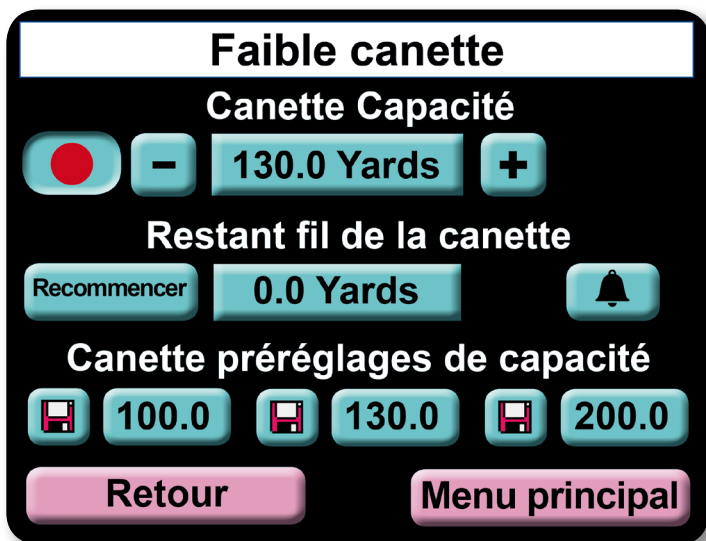 Faible canette
Canette Capacité
- 130.0 Yards +
Restant fil de la canette
Recommencer 0.0 Yards
Canette préréglages de capacité
100.0 130.0 200.0
Retour Menu principal